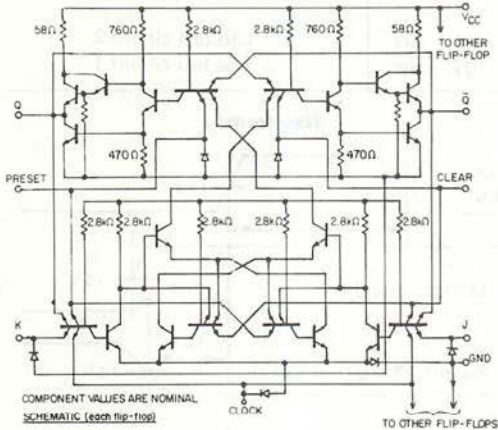 58Ω 760Ω 2.8kΩ 2.8kΩ 760Ω 58Ω VCC
TO OTHER
FLIP-FLOP
Q Q̄
470Ω 470Ω
PRESET CLEAR
2.8kΩ 2.8kΩ 2.8kΩ 2.8kΩ 2.8kΩ 2.8kΩ
K J
GND
COMPONENT VALUES ARE NOMINAL
SCHEMATIC (each flip-flop)
CLOCK
TO OTHER FLIP-FLOPS